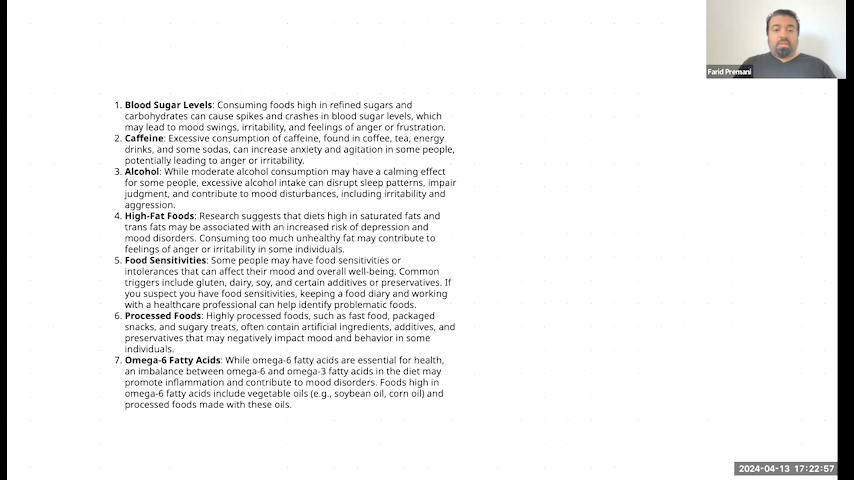 Farid Premani
1. Blood Sugar Levels: Consuming foods high in refined sugars and
carbohydrates can cause spikes and crashes in blood sugar levels, which
may lead to mood swings, irritability, and feelings of anger or frustration.
2. Caffeine: Excessive consumption of caffeine, found in coffee, tea, energy
drinks, and some sodas, can increase anxiety and agitation in some people,
potentially leading to anger or irritability.
3. Alcohol: While moderate alcohol consumption may have a calming effect
for some people, excessive alcohol intake can disrupt sleep patterns, impair
judgment, and contribute to mood disturbances, including irritability and
aggression.
4. High-Fat Foods: Research suggests that diets high in saturated fats and
trans fats may be associated with an increased risk of depression and
mood disorders. Consuming too much unhealthy fat may contribute to
feelings of anger or irritability in some individuals.
5. Food Sensitivities: Some people may have food sensitivities or
intolerances that can affect their mood and overall well-being. Common
triggers include gluten, dairy, soy, and certain additives or preservatives. If
you suspect you have food sensitivities, keeping a food diary and working
with a healthcare professional can help identify problematic foods.
6. Processed Foods: Highly processed foods, such as fast food, packaged
snacks, and sugary treats, often contain artificial ingredients, additives, and
preservatives that may negatively impact mood and behavior in some
individuals.
7. Omega-6 Fatty Acids: While omega-6 fatty acids are essential for health,
an imbalance between omega-6 and omega-3 fatty acids in the diet may
promote inflammation and contribute to mood disorders. Foods high in
omega-6 fatty acids include vegetable oils (e.g., soybean oil, corn oil) and
processed foods made with these oils.
2024-04-13 17:22:57